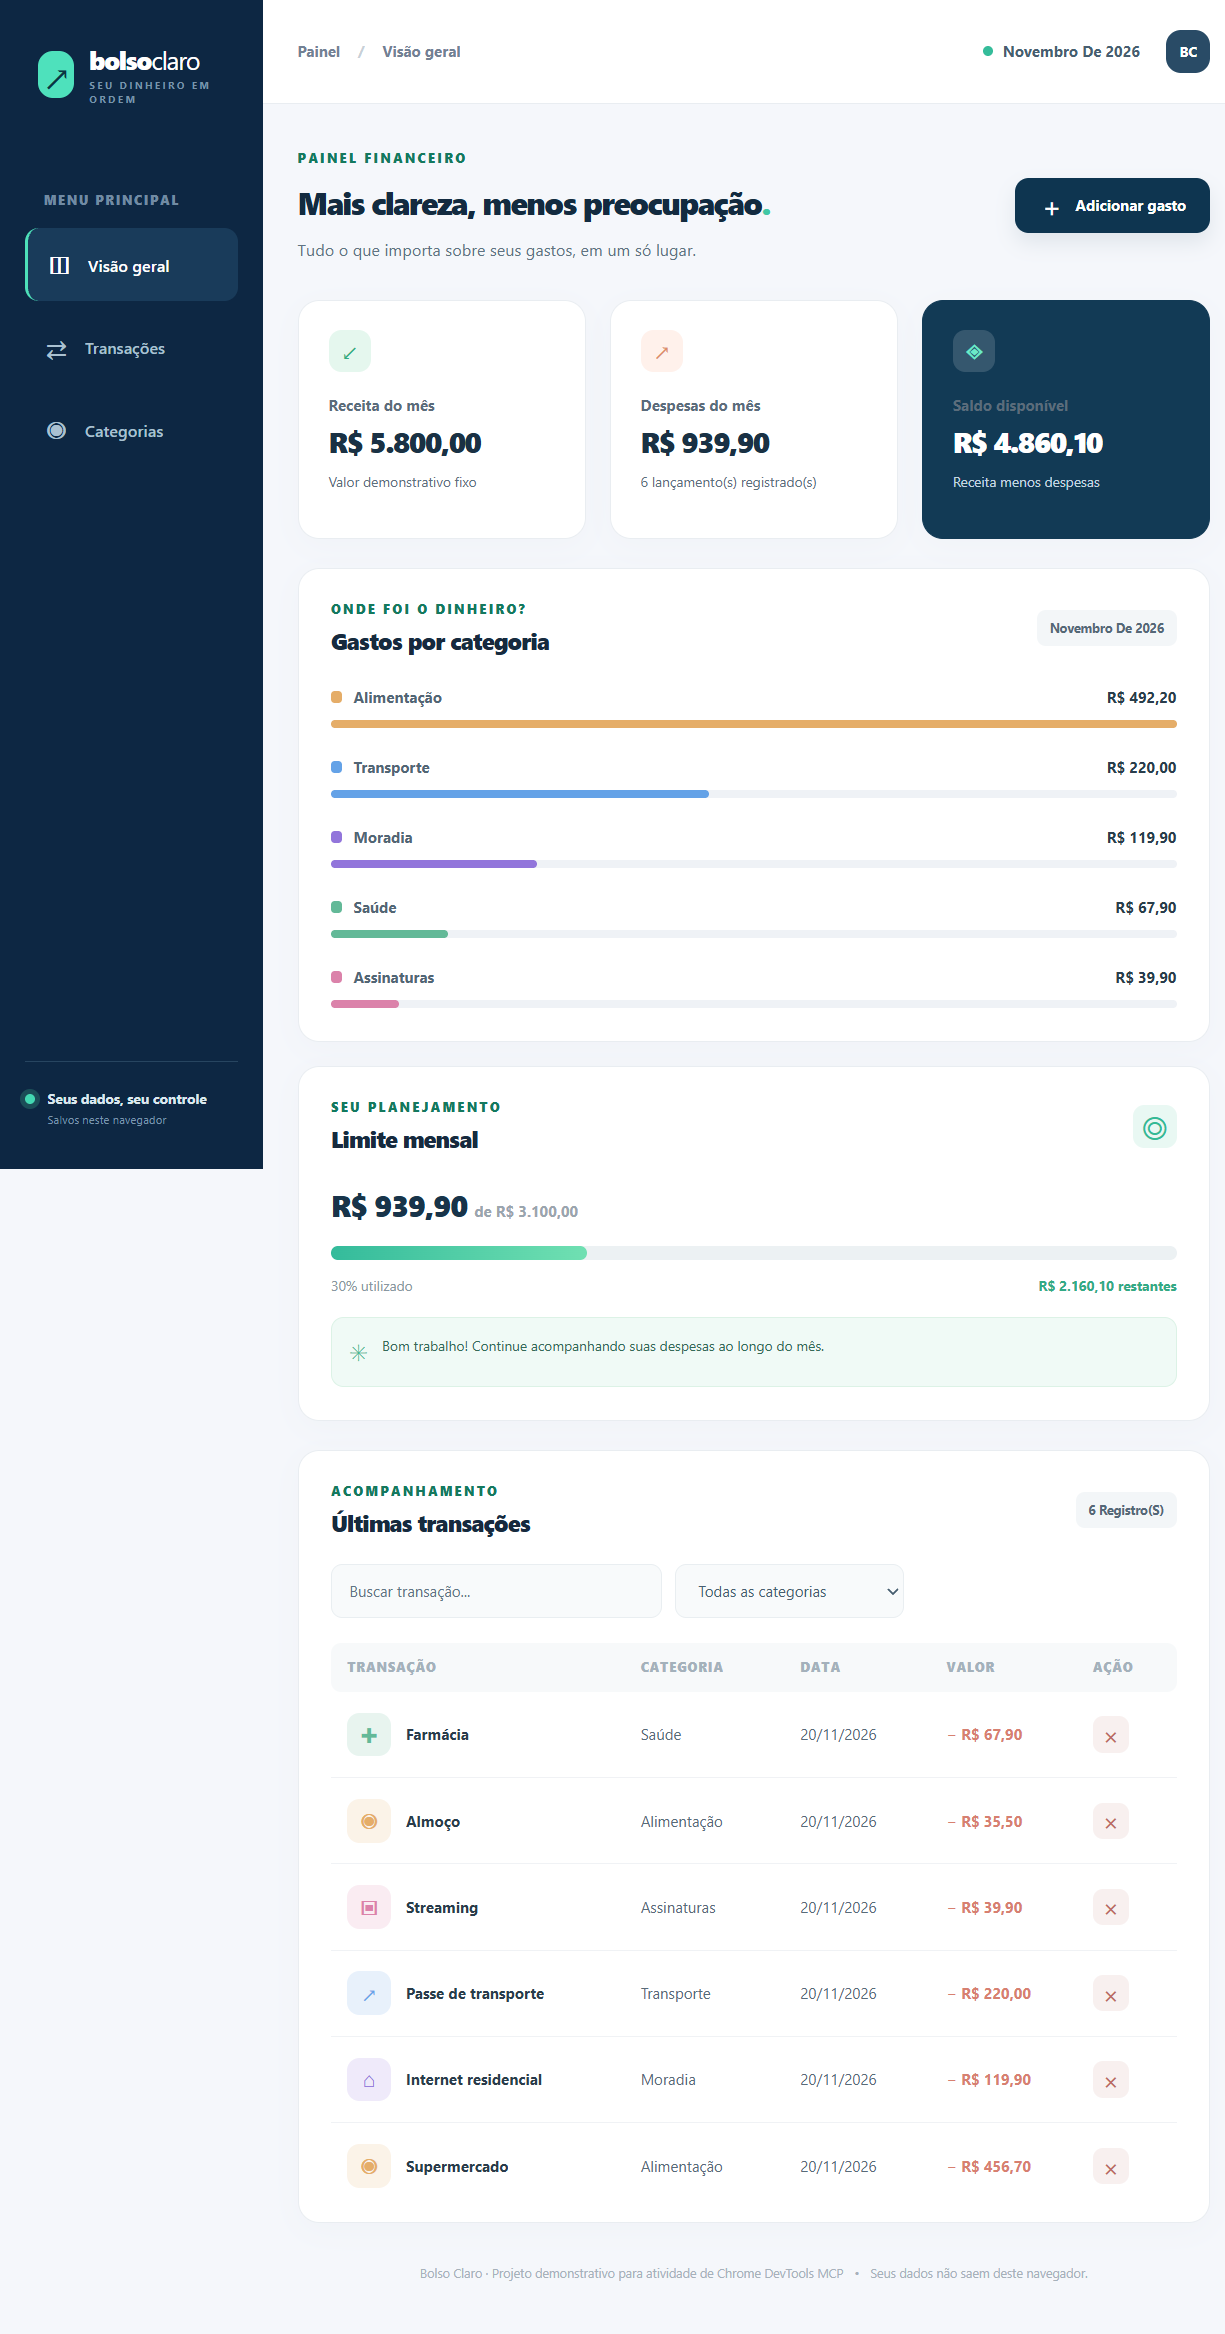 bolsoclaro
SEU DINHEIRO EM
ORDEM
MENU PRINCIPAL
Visão geral
Transações
Categorias
Seus dados, seu controle
Salvos neste navegador
Painel / Visão geral
Novembro De 2026
BC
PAINEL FINANCEIRO
Mais clareza, menos preocupação.
Tudo o que importa sobre seus gastos, em um só lugar.
+ Adicionar gasto
Receita do mês
R$ 5.800,00
Valor demonstrativo fixo
Despesas do mês
R$ 939,90
6 lançamento(s) registrado(s)
Saldo disponível
R$ 4.860,10
Receita menos despesas
ONDE FOI O DINHEIRO?
Gastos por categoria
Novembro De 2026
Alimentação R$ 492,20
Transporte R$ 220,00
Moradia R$ 119,90
Saúde R$ 67,90
Assinaturas R$ 39,90
SEU PLANEJAMENTO
Limite mensal
R$ 939,90 de R$ 3.100,00
30% utilizado R$ 2.160,10 restantes
Bom trabalho! Continue acompanhando suas despesas ao longo do mês.
ACOMPANHAMENTO
Últimas transações
6 Registro(S)
Buscar transação... Todas as categorias
TRANSAÇÃO CATEGORIA DATA VALOR AÇÃO
Farmácia Saúde 20/11/2026 – R$ 67,90 ×
Almoço Alimentação 20/11/2026 – R$ 35,50 ×
Streaming Assinaturas 20/11/2026 – R$ 39,90 ×
Passe de transporte Transporte 20/11/2026 – R$ 220,00 ×
Internet residencial Moradia 20/11/2026 – R$ 119,90 ×
Supermercado Alimentação 20/11/2026 – R$ 456,70 ×
Bolso Claro · Projeto demonstrativo para atividade de Chrome DevTools MCP • Seus dados não saem deste navegador.